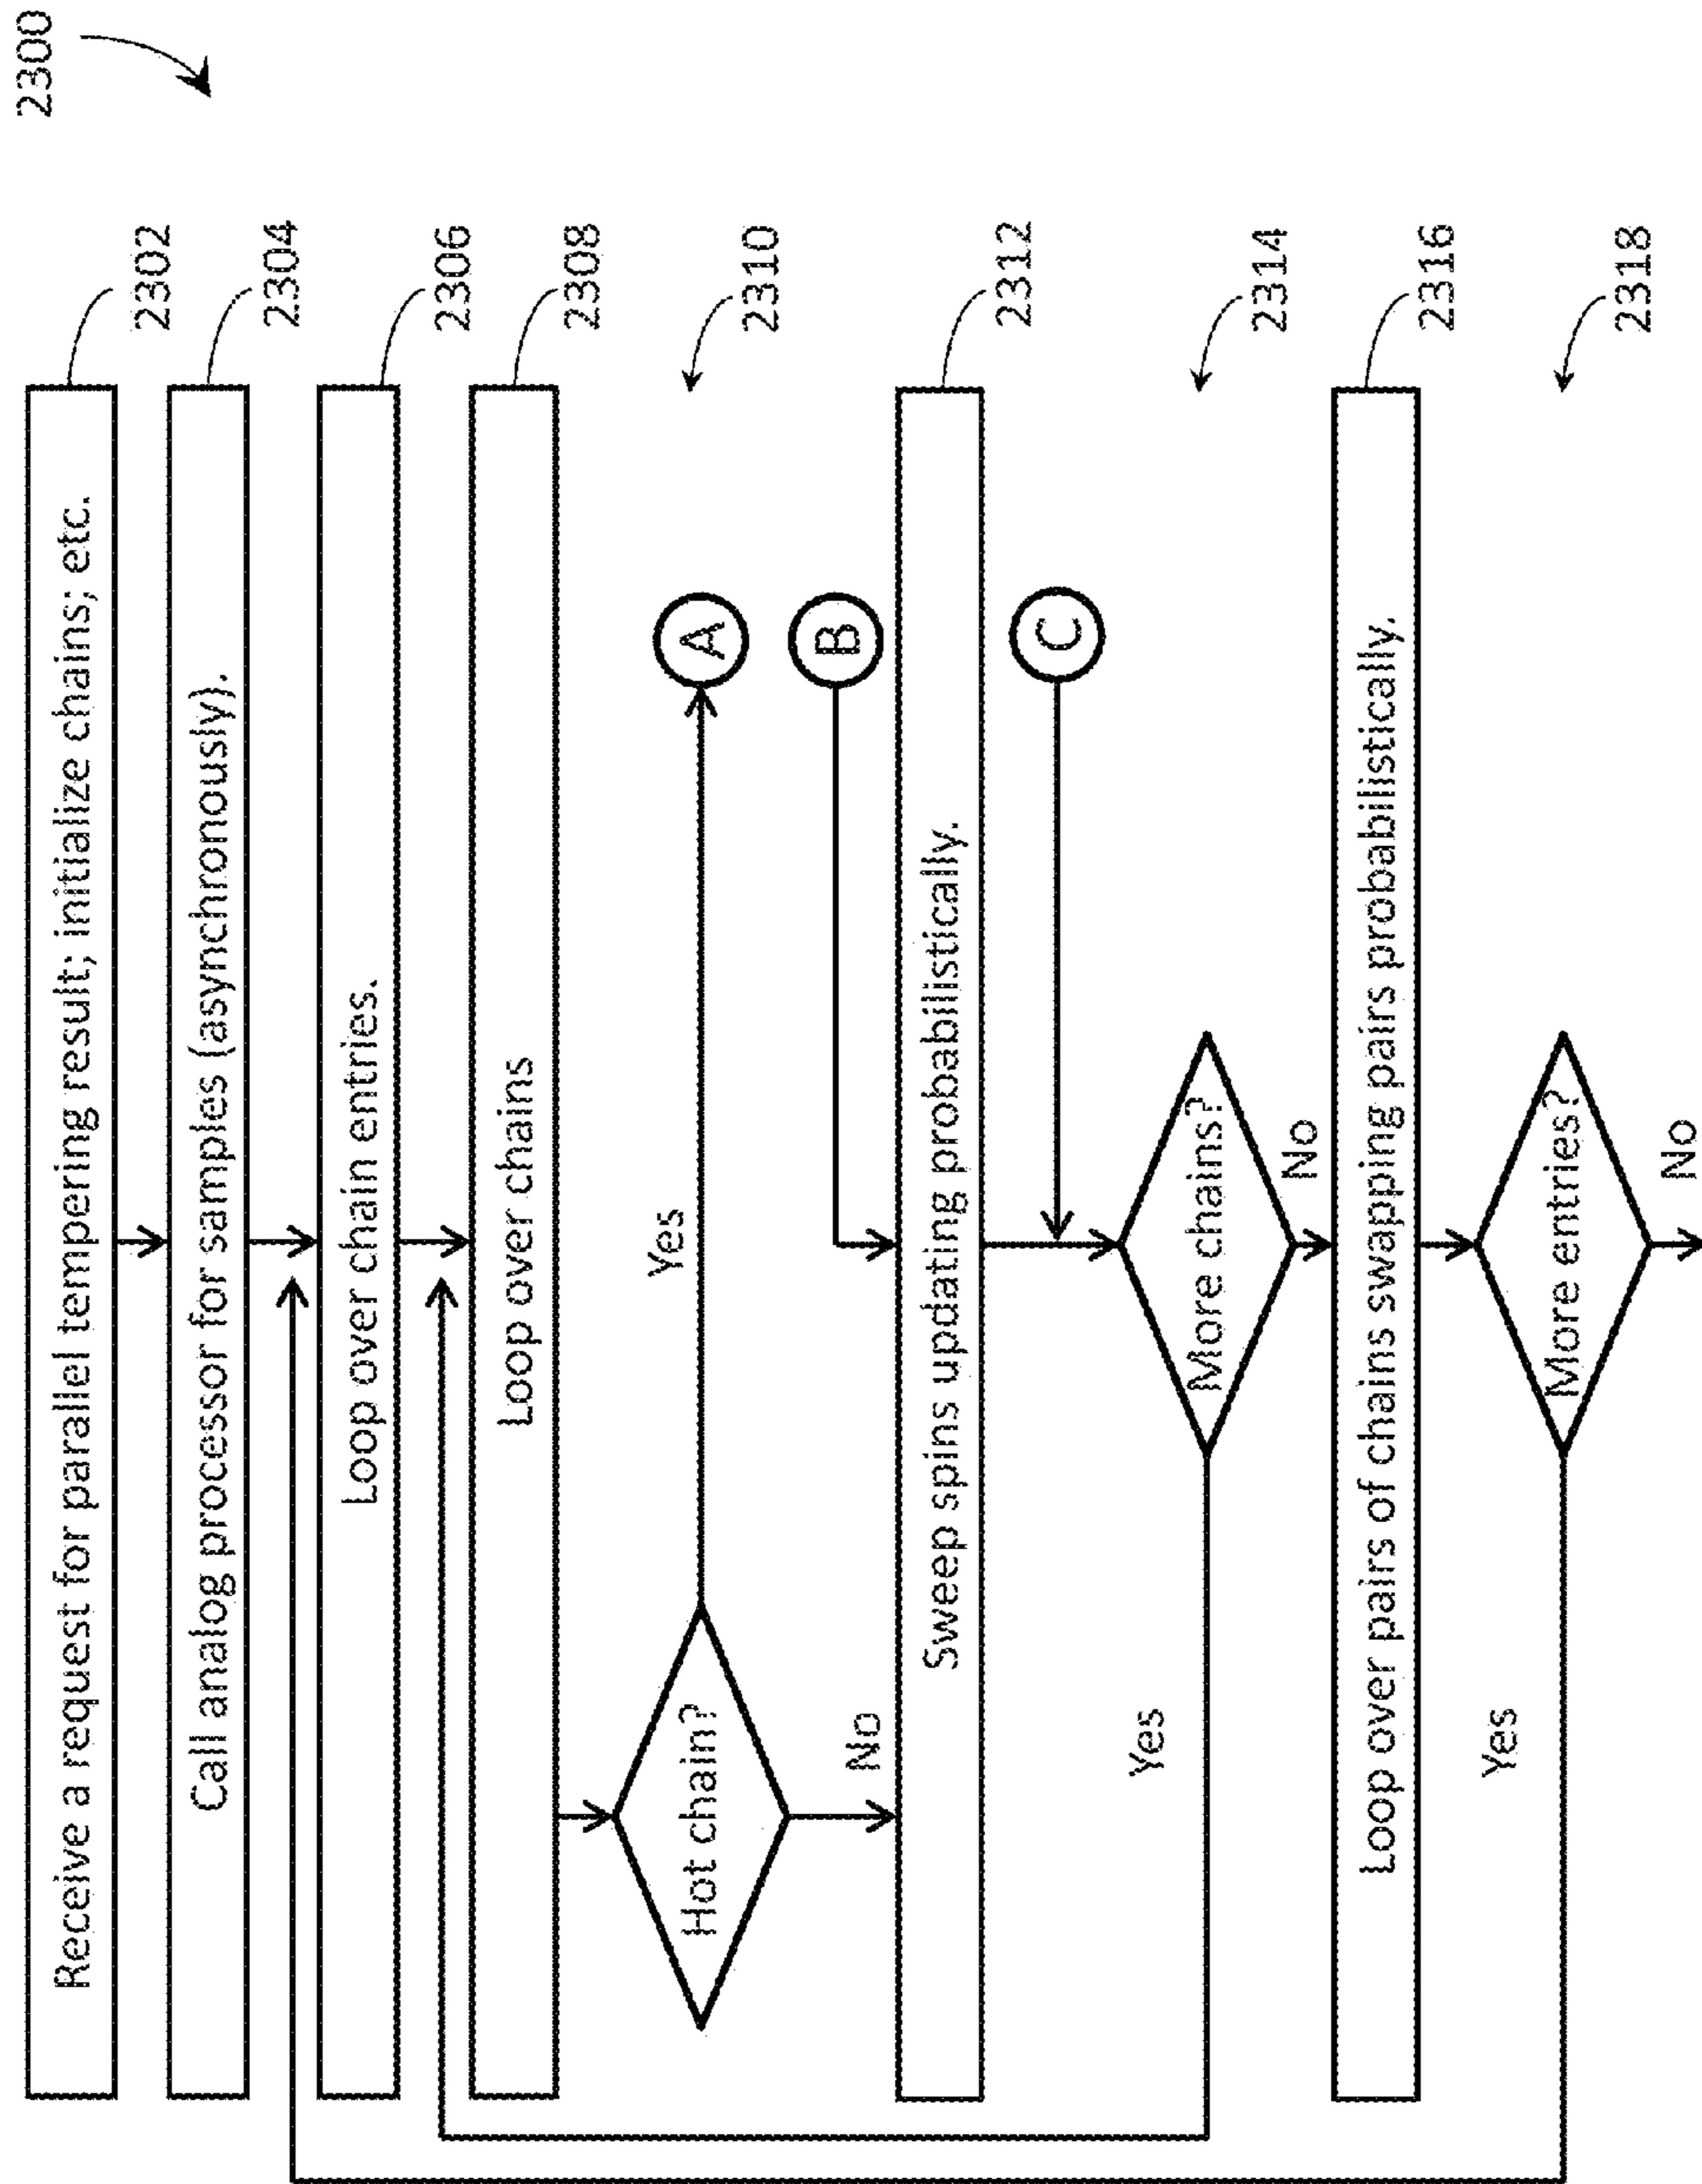 2300
Receive a request for parallel tempering result; initialize chains; etc.
2302
Call analog processor for samples (asynchronously).
2304
Loop over chain entries.
2306
Loop over chains
2308
Hot chain?
Yes
A
2310
No
B
Sweep spins updating probabilistically.
2312
C
More chains?
Yes
No
2314
Loop over pairs of chains swapping pairs probabilistically.
2316
More entries?
Yes
No
2318